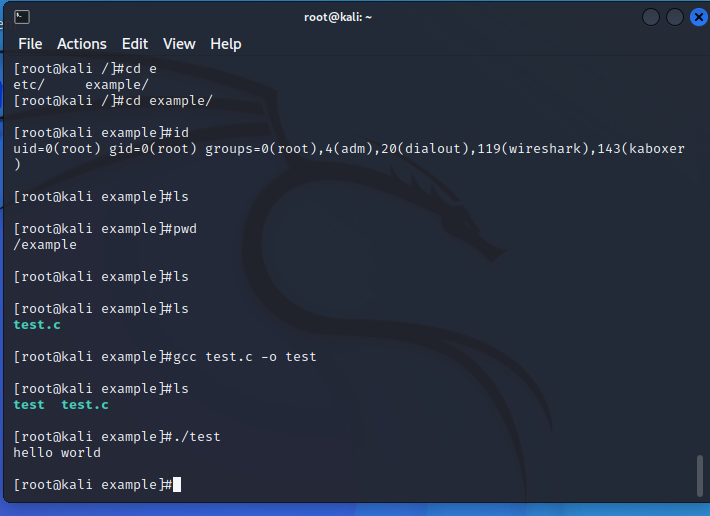 root@kali: ~
File Actions Edit View Help
[root@kali /]#cd e
etc/     example/
[root@kali /]#cd example/
[root@kali example]#id
uid=0(root) gid=0(root) groups=0(root),4(adm),20(dialout),119(wireshark),143(kaboxer
)
[root@kali example]#ls
[root@kali example]#pwd
/example
[root@kali example]#ls
[root@kali example]#ls
test.c
[root@kali example]#gcc test.c -o test
[root@kali example]#ls
test  test.c
[root@kali example]#./test
hello world
[root@kali example]#